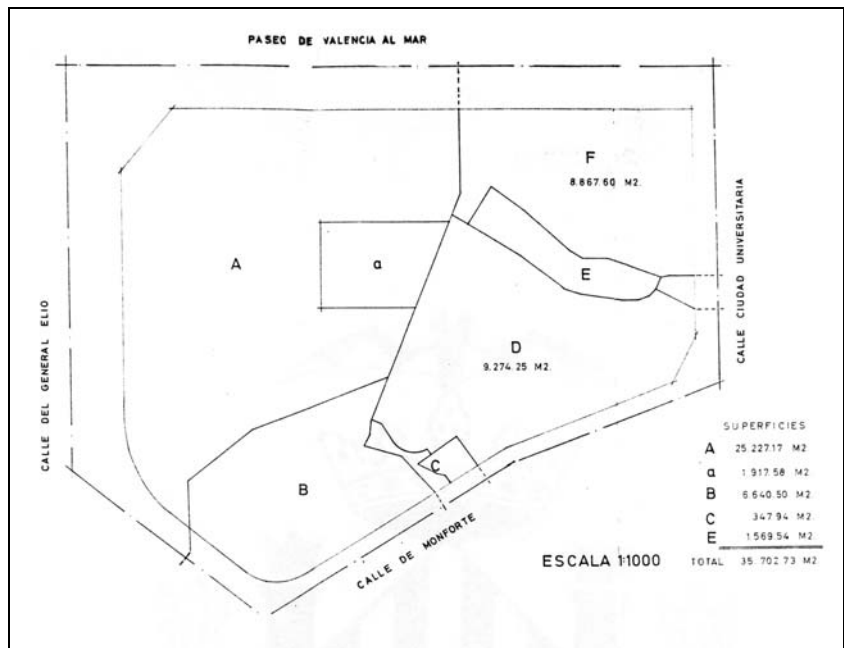 PASEO DE VALENCIA AL MAR
F
8.867.60 M2.
A
a
E
CALLE DEL GENERAL ELIO
CALLE CIUDAD UNIVERSITARIA
D
9.274.25 M2.
B
C
CALLE DE MONFORTE
ESCALA 1:1000
SUPERFICIES
A 25.227.17 M2.
a 1.917.58 M2.
B 6.640.50 M2.
C 347.94 M2.
E 1.569.54 M2.
TOTAL 35.702.73 M2.